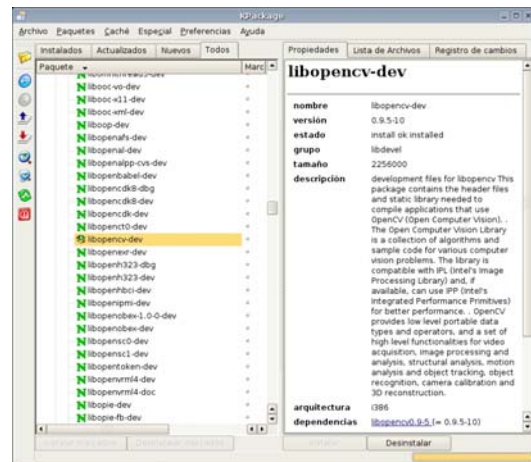 KPackage
Archivo Paquetes Caché Especial Preferencias Ayuda
Instalados Actualizados Nuevos Todos
Paquete Marc
libooc-vo-dev
libooc-x11-dev
libooc-xml-dev
liboop-dev
libopenafs-dev
libopenal-dev
libopenalpp-cvs-dev
libopenbabel-dev
libopencdk8-dbg
libopencdk8-dev
libopencdk-dev
libopenct0-dev
libopencv-dev
libopenexr-dev
libopenh323-dbg
libopenh323-dev
libopenhbci-dev
libopenipmi-dev
libopenobex-1.0-0-dev
libopenobex-dev
libopensc0-dev
libopensc1-dev
libopentoken-dev
libopenvrml4-dev
libopenvrml4-doc
libopie-dev
libpie-fb-dev
Propiedades Lista de Archivos Registro de cambios
libopencv-dev
nombre libopencv-dev
versión 0.9.5-10
estado install ok installed
grupo libdevel
tamaño 2256000
descripción development files for libopencv This
package contains the header files
and static library needed to
compile applications that use
OpenCV (Open Computer Vision). .
The Open Computer Vision Library
is a collection of algorithms and
sample code for various computer
vision problems. The library is
compatible with IPL (Intel's Image
Processing Library) and, if
available, can use IPP (Intel's
Integrated Performance Primitives)
for better performance. . OpenCV
provides low level portable data
types and operators, and a set of
high level functionalities for video
acquisition, image processing and
analysis, structural analysis, motion
analysis and object tracking, object
recognition, camera calibration and
3D reconstruction.
arquitectura i386
dependencias libopencv0.9-5 (= 0.9.5-10)
Desinstalar